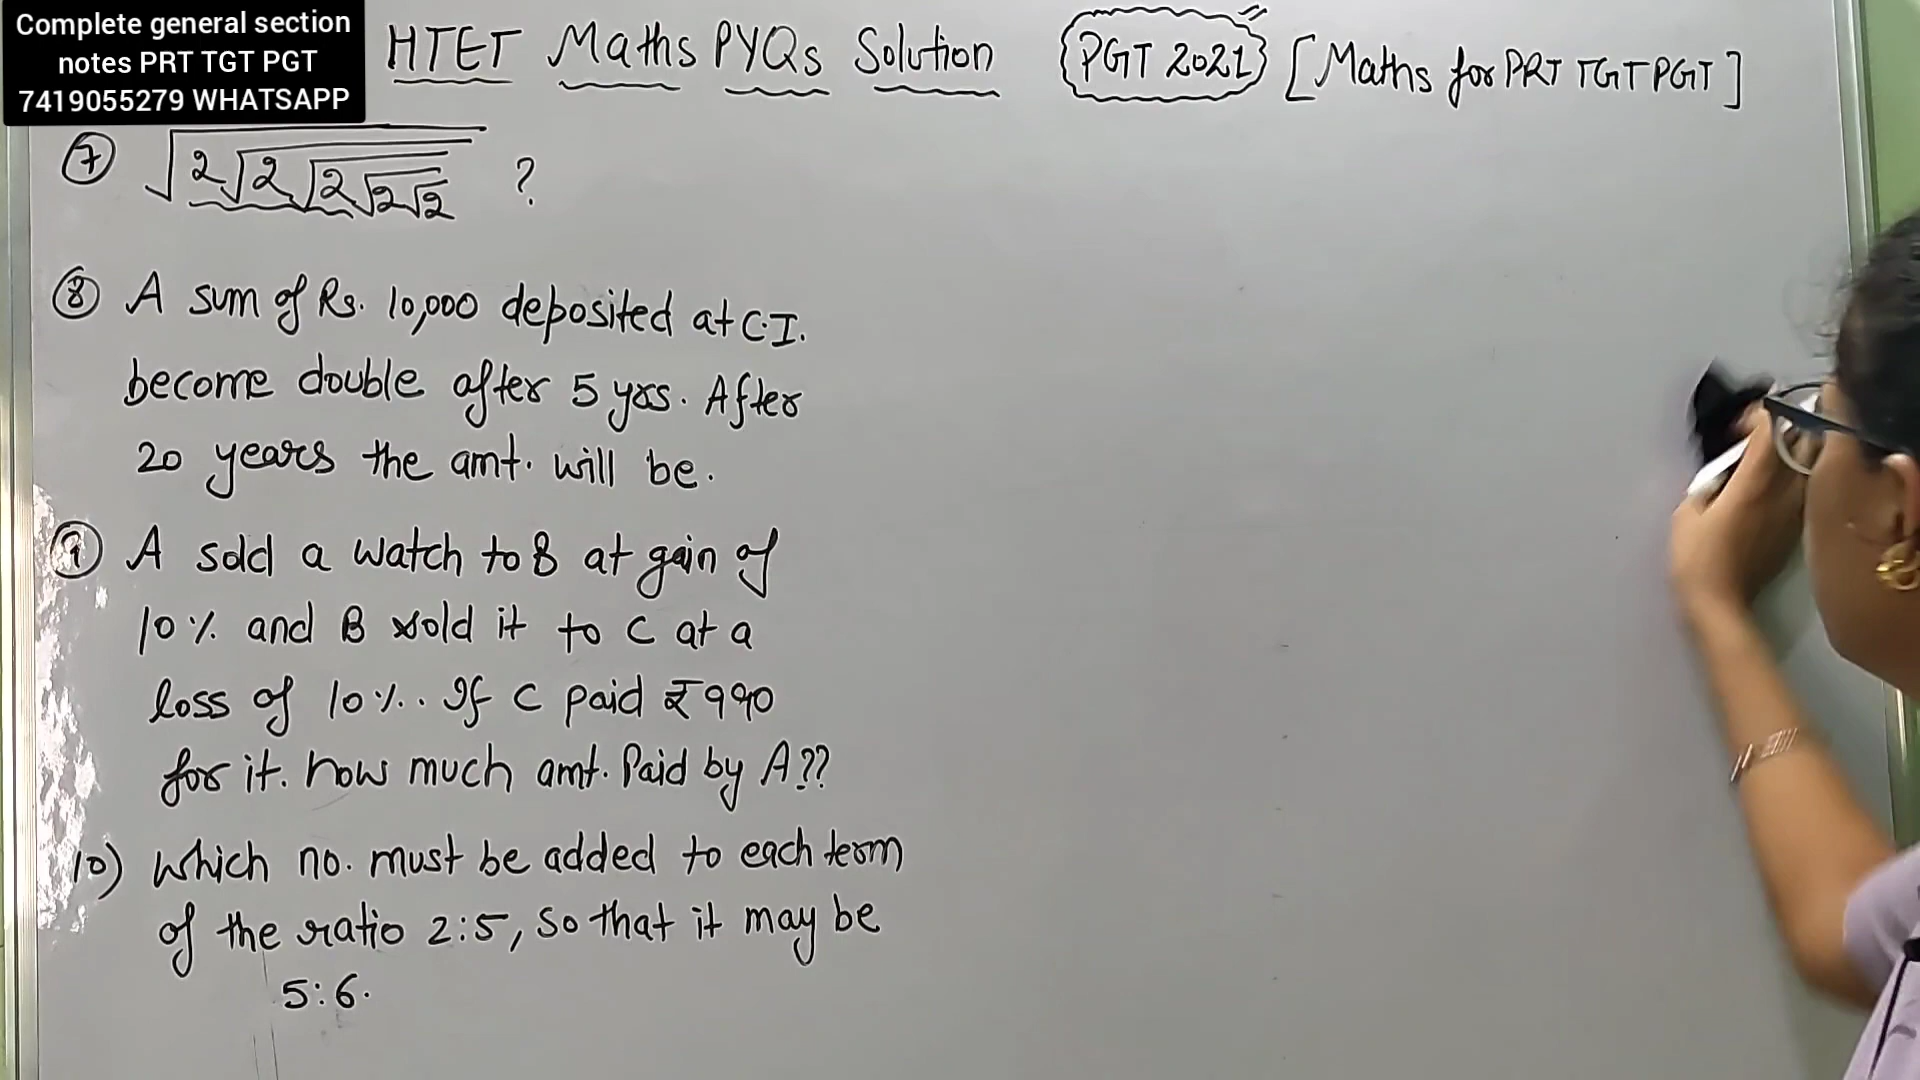 Complete general section
notes PRT TGT PGT
7419055279 WHATSAPP
HTET Maths PYQs Solution (PGT 2021) [Maths for PRT TGT PGT]
⑦ √2√2√2√2√2 ?
⑧ A sum of Rs. 10,000 deposited at C.I.
become double after 5 yrs. After
20 years the amt. will be.
⑨ A sold a watch to B at gain of
10% and B sold it to C at a
loss of 10%. If C paid ₹990
for it. how much amt. Paid by A??
10) Which no. must be added to each term
of the ratio 2:5, so that it may be
5:6.